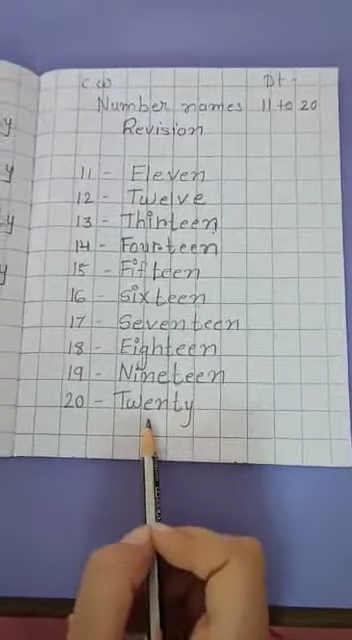 C W Dt -
Number names 11 to 20
Revision
11 - Eleven
12 - Twelve
13 - Thirteen
14 - Fourteen
15 - Fifteen
16 - Sixteen
17 - Seventeen
18 - Eighteen
19 - Nineteen
20 - Twenty
y
y
y
y